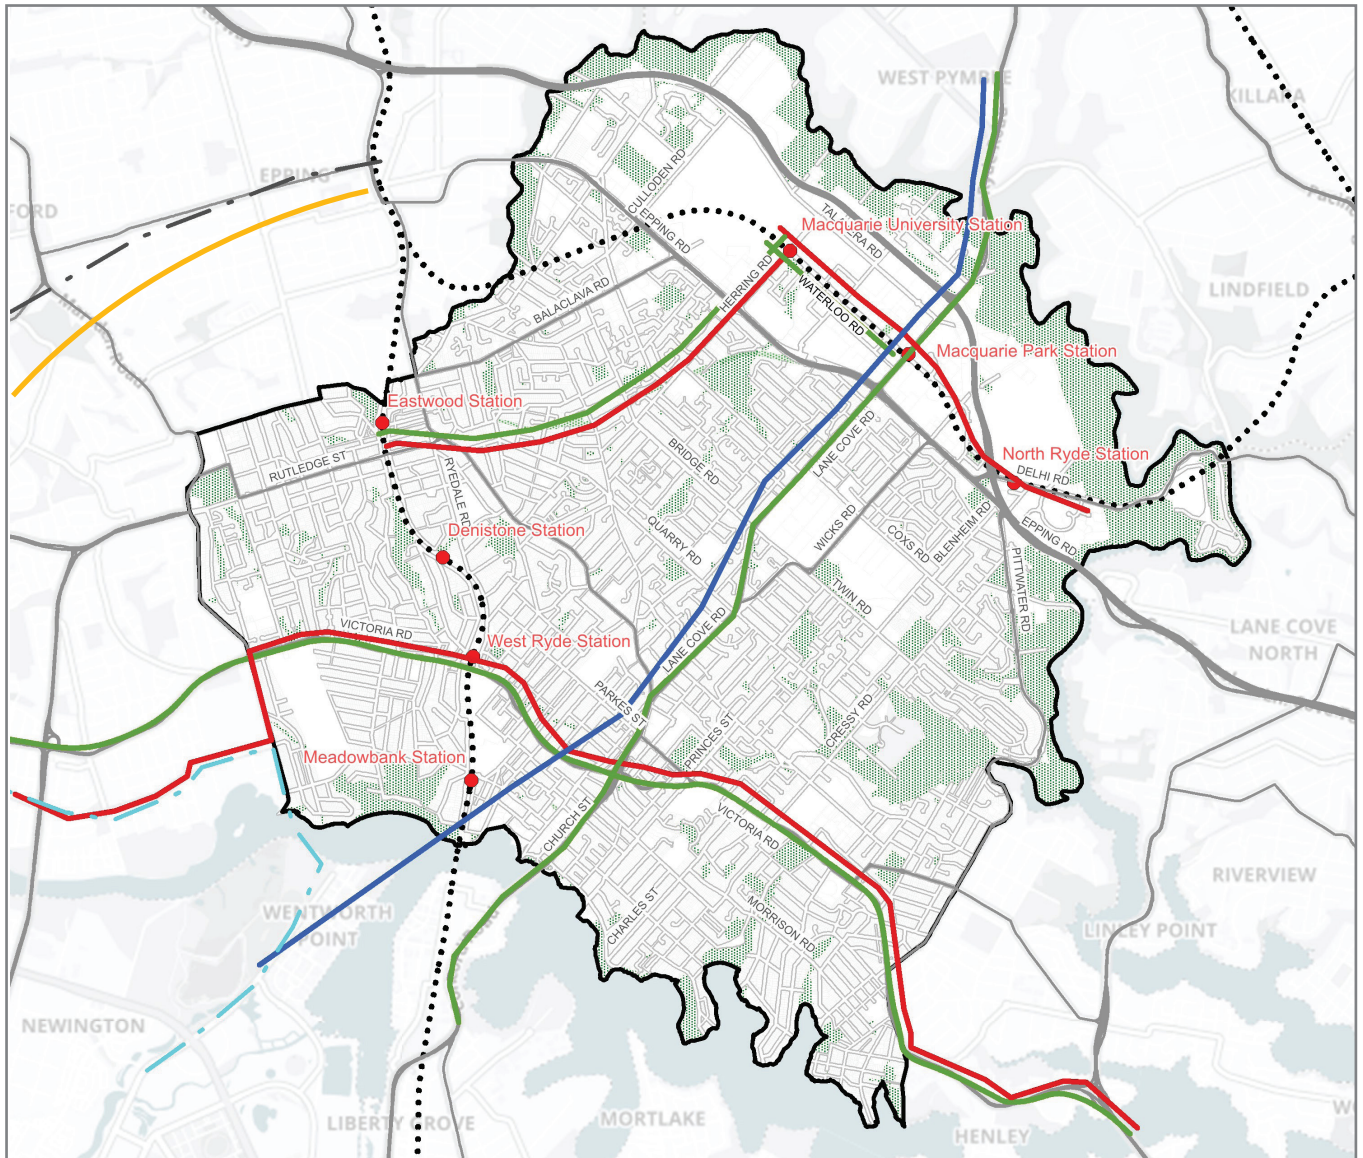 WEST PYMBLE
KILLARA
EPPING
FORD
CULLODEN RD
EPPING RD
TALAVERA RD
Macquarie University Station
LINDFIELD
BALACLAVA RD
HERRING RD
WATERLOO RD
Macquarie Park Station
Eastwood Station
RUTLEDGE ST
RYEDALE RD
BRIDGE RD
LANE COVE RD
North Ryde Station
DELHI RD
Denistone Station
QUARRY RD
WICKS RD
COXS RD
BLENHEIM RD
EPPING RD
PITTWATER RD
TWIN RD
VICTORIA RD
West Ryde Station
LANE COVE RD
LANE COVE
NORTH
PARKES ST
PRINCES ST
CRESSY RD
Meadowbank Station
CHURCH ST
VICTORIA RD
RIVERVIEW
WENTWORTH
POINT
CHARLES ST
MORRISON RD
LINLEY POINT
NEWINGTON
LIBERTY GROVE
MORTLAKE
HENLEY